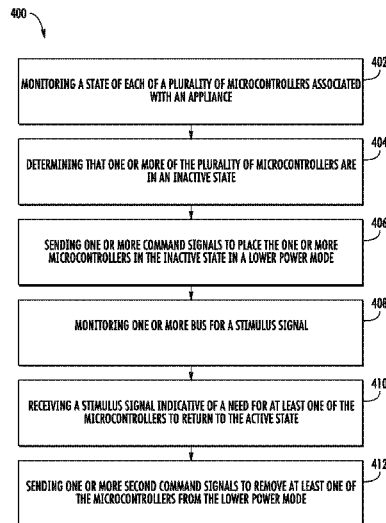 400
402
MONITORING A STATE OF EACH OF A PLURALITY OF MICROCONTROLLERS ASSOCIATED
WITH AN APPLIANCE
404
DETERMINING THAT ONE OR MORE OF THE PLURALITY OF MICROCONTROLLERS ARE
IN AN INACTIVE STATE
406
SENDING ONE OR MORE COMMAND SIGNALS TO PLACE THE ONE OR MORE
MICROCONTROLLERS IN THE INACTIVE STATE IN A LOWER POWER MODE
408
MONITORING ONE OR MORE BUS FOR A STIMULUS SIGNAL
410
RECEIVING A STIMULUS SIGNAL INDICATIVE OF A NEED FOR AT LEAST ONE OF THE
MICROCONTROLLERS TO RETURN TO THE ACTIVE STATE
412
SENDING ONE OR MORE SECOND COMMAND SIGNALS TO REMOVE AT LEAST ONE OF
THE MICROCONTROLLERS FROM THE LOWER POWER MODE